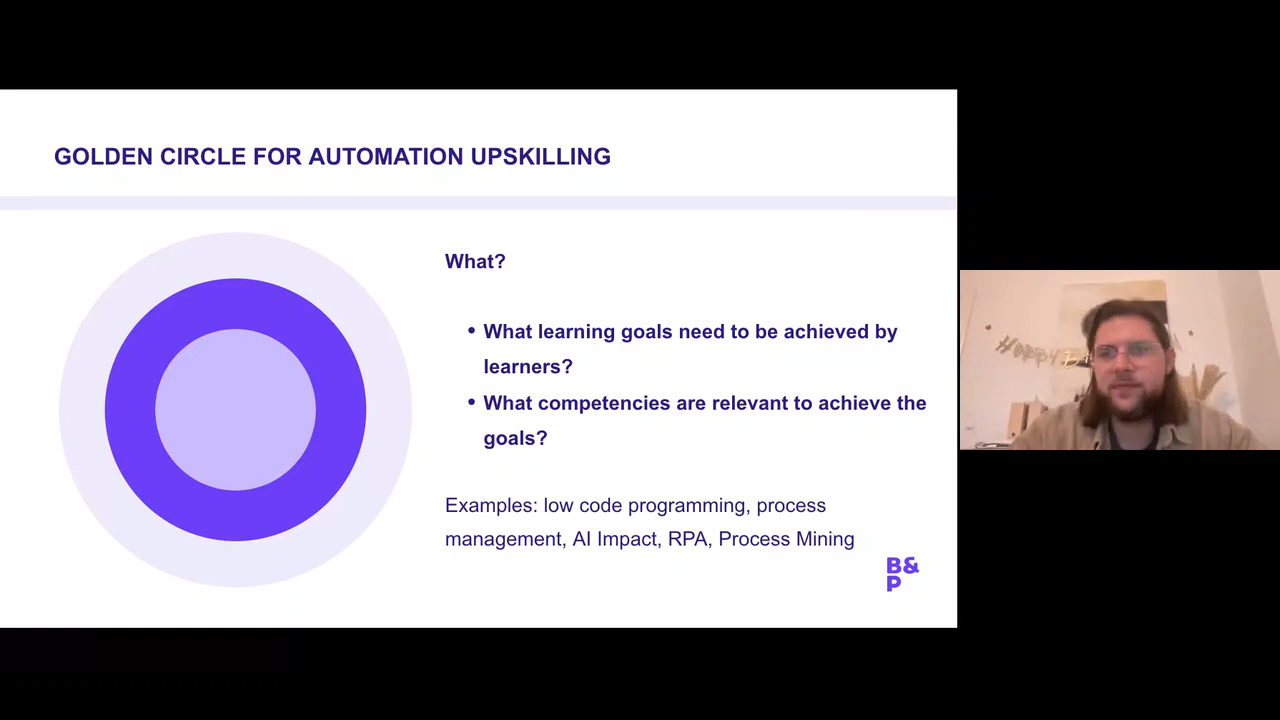 GOLDEN CIRCLE FOR AUTOMATION UPSKILLING
What?
• What learning goals need to be achieved by
learners?
• What competencies are relevant to achieve the
goals?
Examples: low code programming, process
management, AI Impact, RPA, Process Mining
B&
P
HAPPY